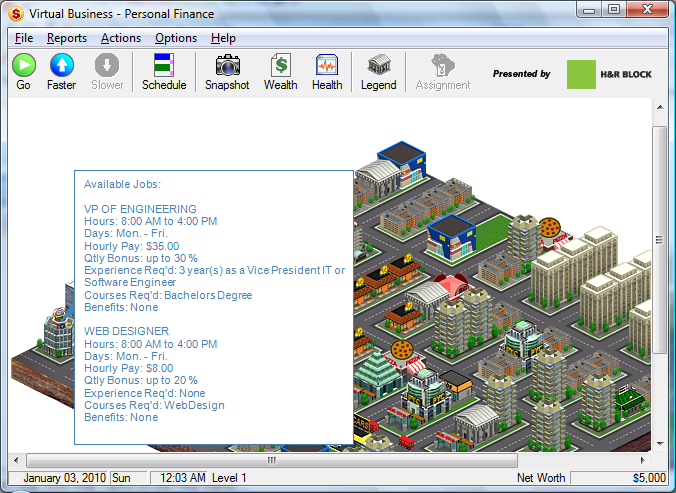 Virtual Business - Personal Finance
File Reports Actions Options Help
Go Faster Slower Schedule Snapshot Wealth Health Legend Assignment Presented by H&R BLOCK
Available Jobs:
VP OF ENGINEERING
Hours: 8:00 AM to 4:00 PM
Days: Mon. - Fri.
Hourly Pay: $35.00
Qtly Bonus: up to 30%
Experience Req'd: 3 year(s) as a Vice President IT or
Software Engineer
Courses Req'd: Bachelors Degree
Benefits: None
WEB DESIGNER
Hours: 8:00 AM to 4:00 PM
Days: Mon. - Fri.
Hourly Pay: $8.00
Qtly Bonus: up to 20%
Experience Req'd: None
Courses Req'd: WebDesign
Benefits: None
January 03, 2010 Sun 12:03 AM Level 1 Net Worth $5,000